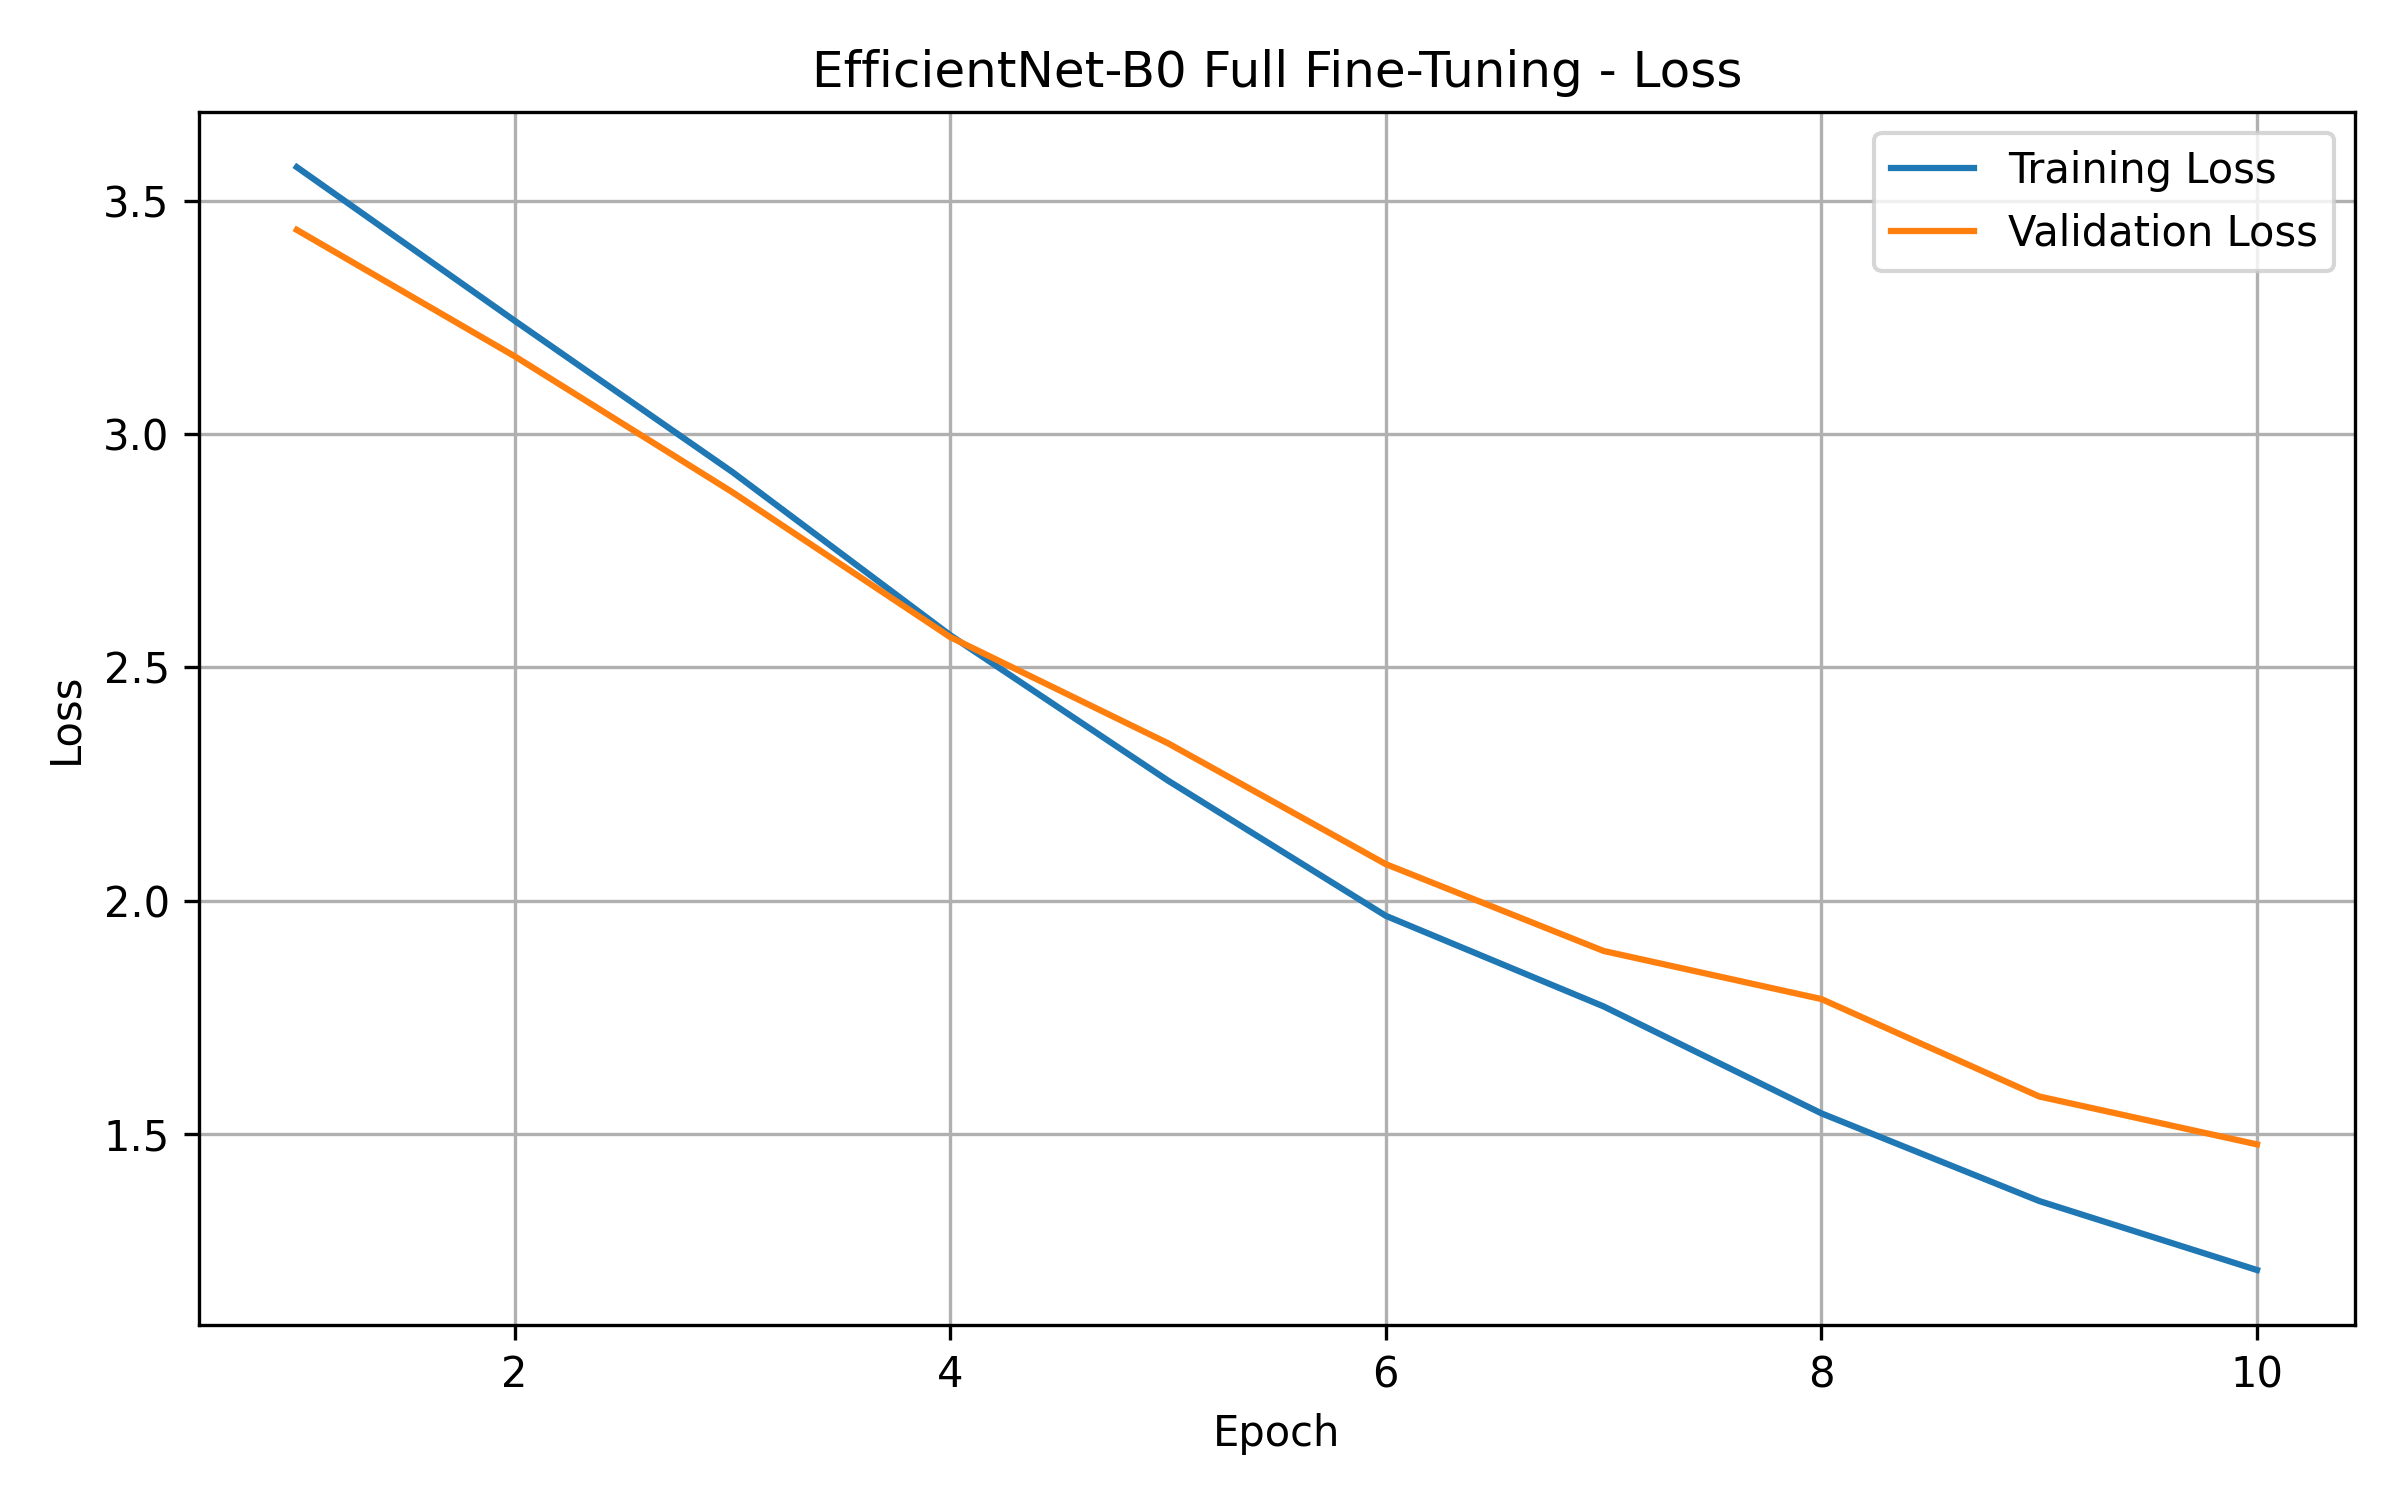 EfficientNet-B0 Full Fine-Tuning - Loss
Training Loss
Validation Loss
3.5
3.0
2.5
2.0
1.5
Loss
2
4
6
8
10
Epoch